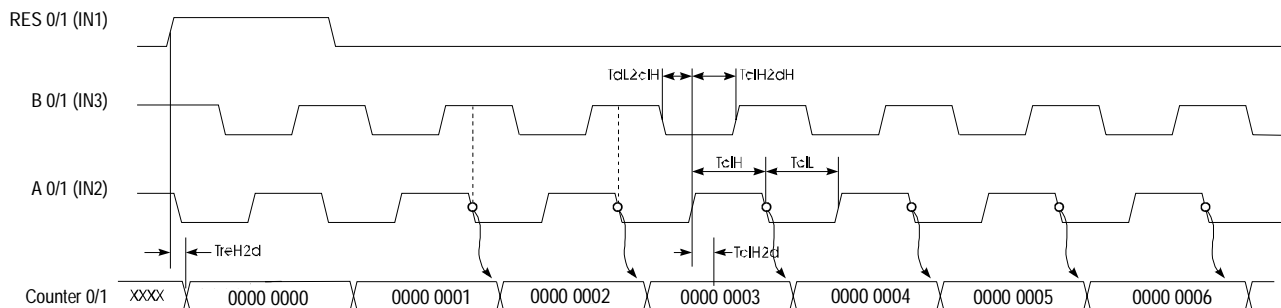 RES 0/1 (IN1)
TdL2clH
TclH2dH
B 0/1 (IN3)
TclH
TclL
A 0/1 (IN2)
TreH2d
TclH2d
Counter 0/1
XXXX
0000 0000
0000 0001
0000 0002
0000 0003
0000 0004
0000 0005
0000 0006